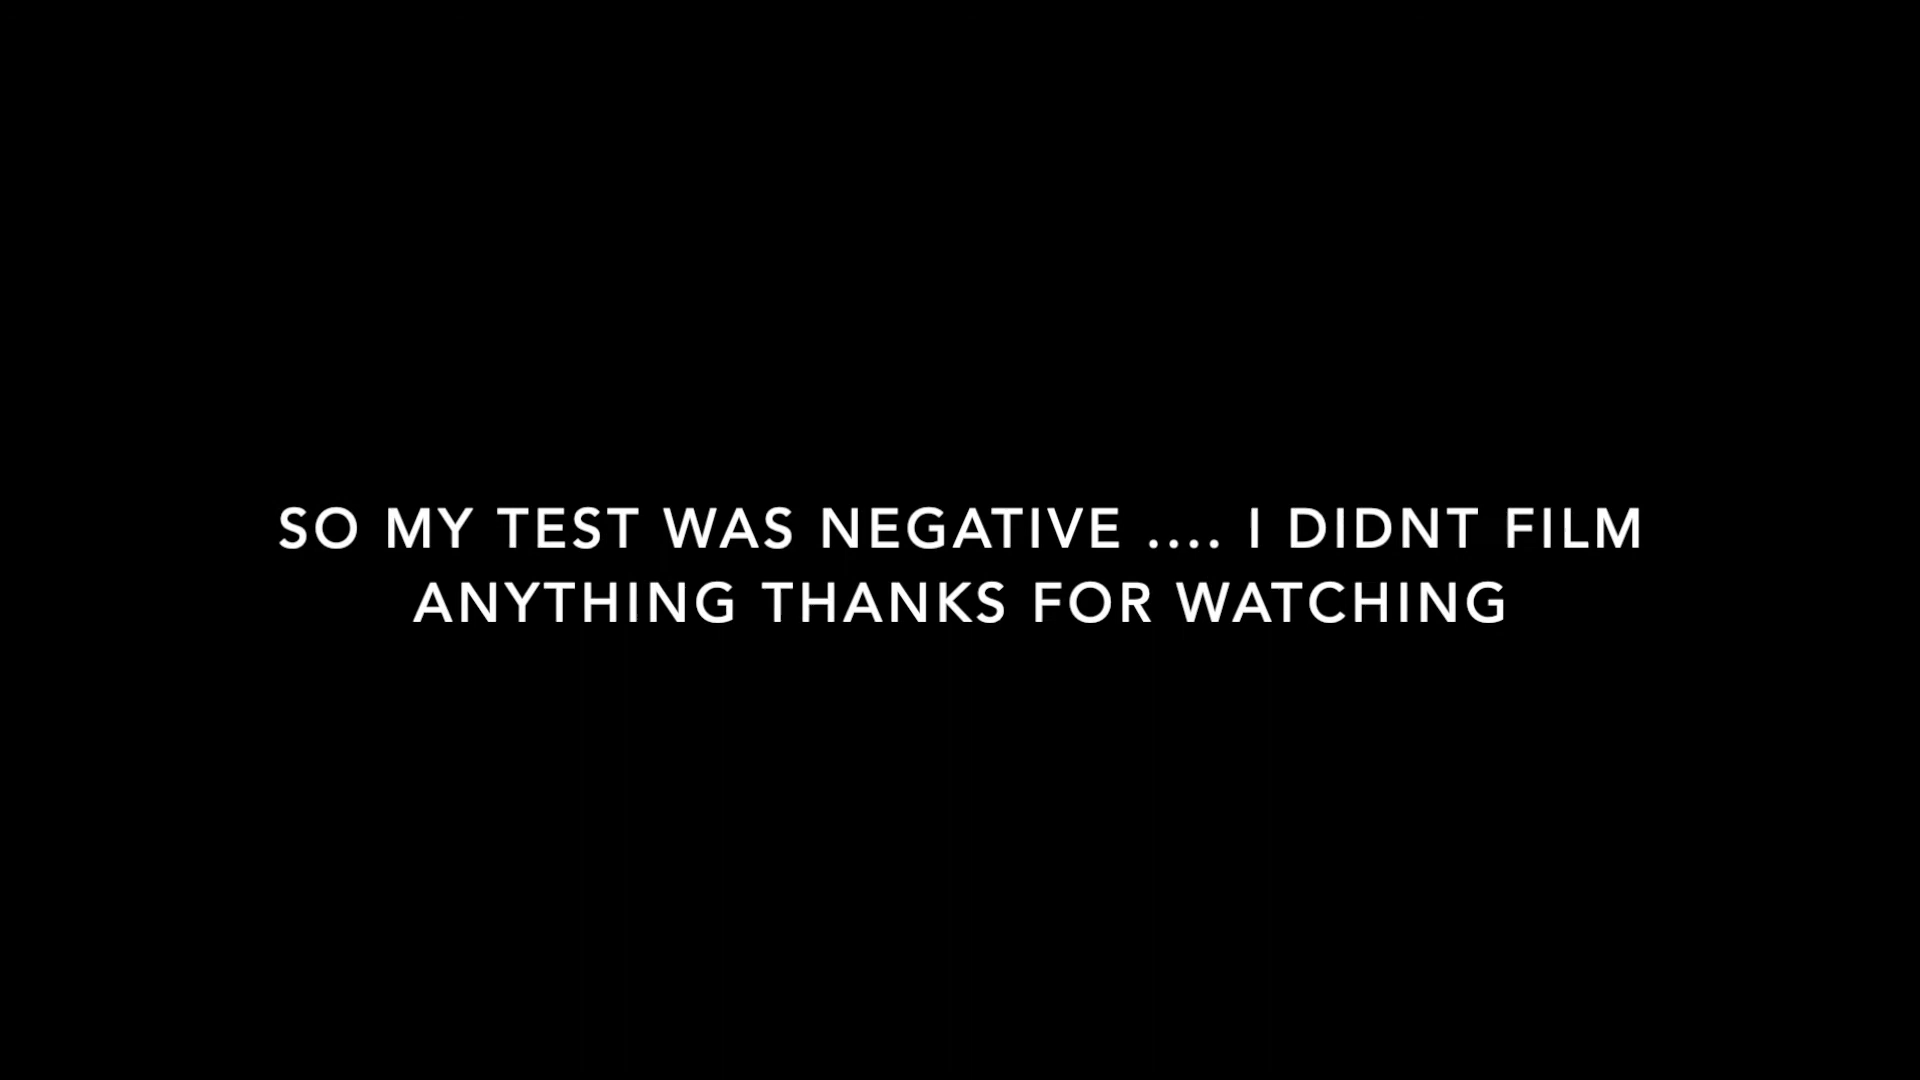 SO MY TEST WAS NEGATIVE .... I DIDNT FILM
ANYTHING THANKS FOR WATCHING